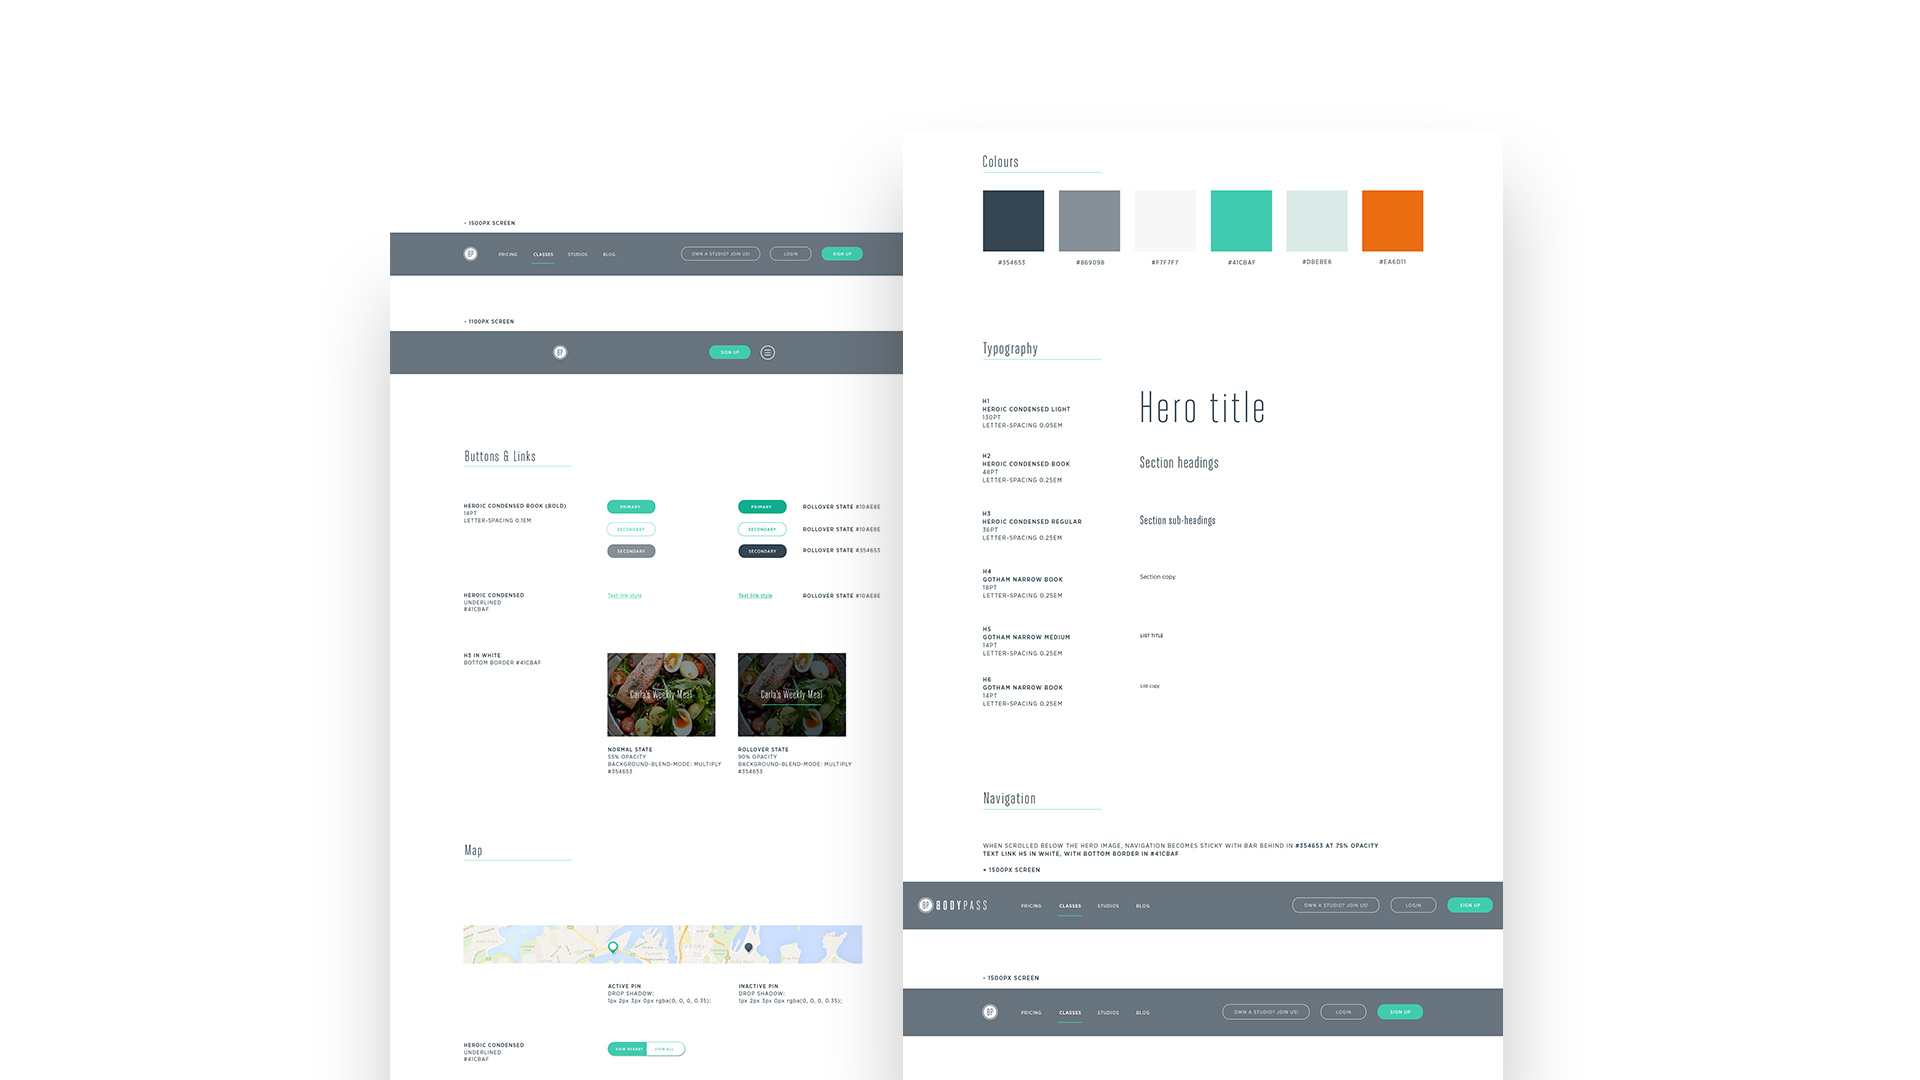 - 1500PX SCREEN
BP
PRICING
CLASSES
STUDIOS
BLOG
OWN A STUDIO? JOIN US!
LOGIN
SIGN UP
- 1100PX SCREEN
BP
SIGN UP
Buttons & Links
HEROIC CONDENSED BOOK (BOLD)
14PT
LETTER-SPACING 0.1EM
PRIMARY
PRIMARY
ROLLOVER STATE #10AE8E
SECONDARY
SECONDARY
ROLLOVER STATE #10AE8E
SECONDARY
SECONDARY
ROLLOVER STATE #354653
HEROIC CONDENSED
UNDERLINED
#41CBAF
Text link style
Text link style
ROLLOVER STATE #10AE8E
H3 IN WHITE
BOTTOM BORDER #41CBAF
Carla's Weekly Meal
Carla's Weekly Meal
NORMAL STATE
55% OPACITY
BACKGROUND-BLEND-MODE: MULTIPLY
#354653
ROLLOVER STATE
90% OPACITY
BACKGROUND-BLEND-MODE: MULTIPLY
#354653
Map
Sydney
ACTIVE PIN
DROP SHADOW:
1px 2px 3px 0px rgba(0, 0, 0, 0.35);
INACTIVE PIN
DROP SHADOW:
1px 2px 3px 0px rgba(0, 0, 0, 0.35);
HEROIC CONDENSED
UNDERLINED
#41CBAF
VIEW NEARBY
VIEW ALL
Colours
#354653
#869098
#F7F7F7
#41CBAF
#DBEBE8
#EA6D11
Typography
H1
HEROIC CONDENSED LIGHT
130PT
LETTER-SPACING 0.05EM
Hero title
H2
HEROIC CONDENSED BOOK
48PT
LETTER-SPACING 0.25EM
Section headings
H3
HEROIC CONDENSED REGULAR
36PT
LETTER-SPACING 0.25EM
Section sub-headings
H4
GOTHAM NARROW BOOK
18PT
LETTER-SPACING 0.25EM
Section copy
H5
GOTHAM NARROW MEDIUM
14PT
LETTER-SPACING 0.25EM
LIST TITLE
H6
GOTHAM NARROW BOOK
14PT
LETTER-SPACING 0.25EM
List copy
Navigation
WHEN SCROLLED BELOW THE HERO IMAGE, NAVIGATION BECOMES STICKY WITH BAR BEHIND IN #354653 AT 75% OPACITY
TEXT LINK H5 IN WHITE, WITH BOTTOM BORDER IN #41CBAF
+ 1500PX SCREEN
BP BODYPASS
PRICING
CLASSES
STUDIOS
BLOG
OWN A STUDIO? JOIN US!
LOGIN
SIGN UP
- 1500PX SCREEN
BP
PRICING
CLASSES
STUDIOS
BLOG
OWN A STUDIO? JOIN US!
LOGIN
SIGN UP